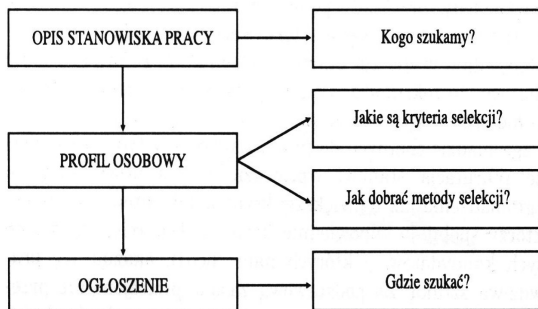 OPIS STANOWISKA PRACY
Kogo szukamy?
Jakie są kryteria selekcji?
PROFIL OSOBOWY
Jak dobrać metody selekcji?
OGŁOSZENIE
Gdzie szukać?